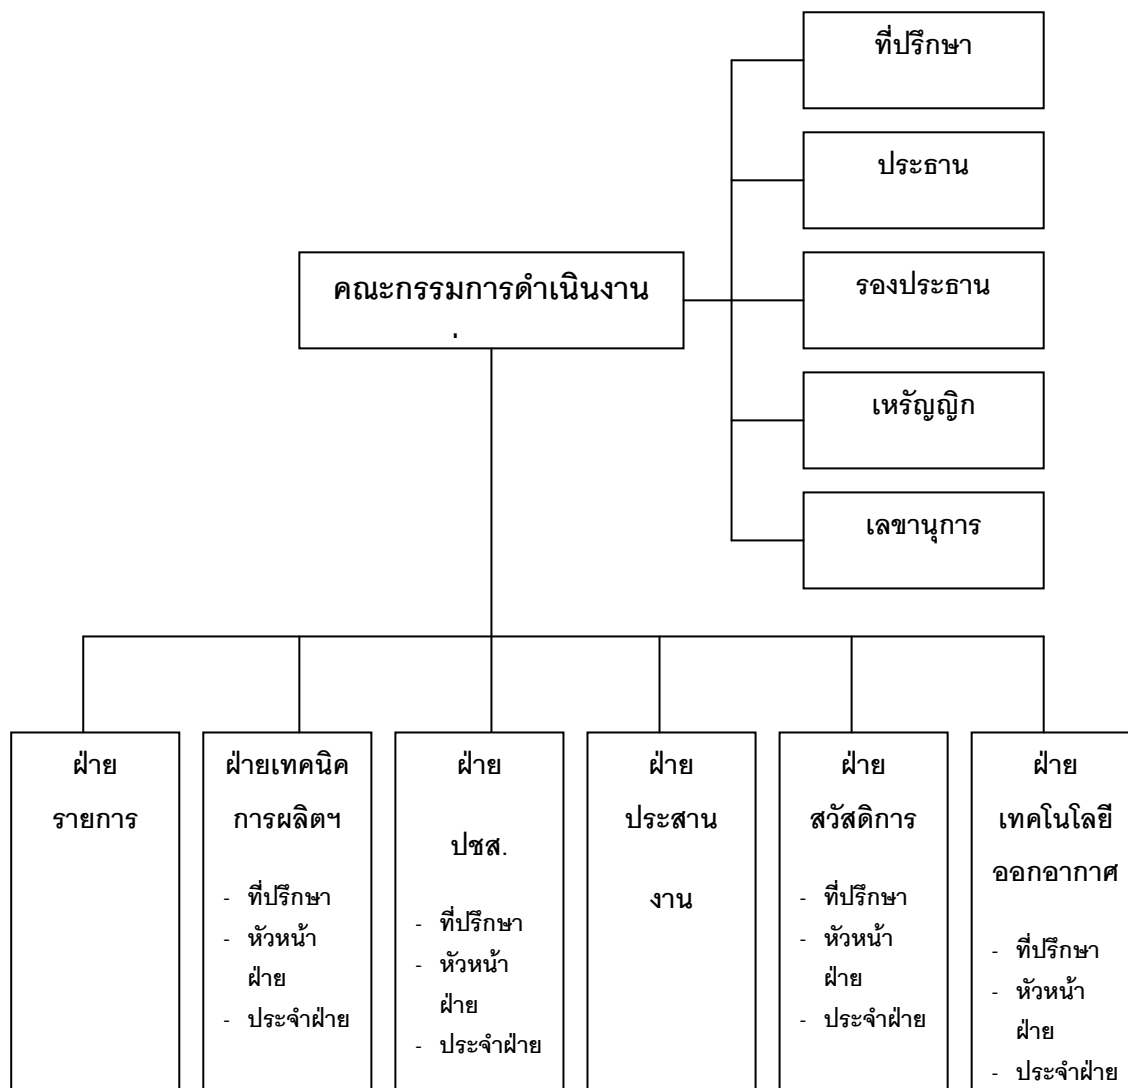 ที่ปรึกษา
ประธาน
คณะกรรมการดำเนินงาน
รองประธาน
เหรัญญิก
เลขานุการ
ฝ่าย
รายการ
ฝ่ายเทคนิค
การผลิตฯ
- ที่ปรึกษา
- หัวหน้า
ฝ่าย
- ประจำฝ่าย
ฝ่าย
ปชส.
- ที่ปรึกษา
- หัวหน้า
ฝ่าย
- ประจำฝ่าย
ฝ่าย
ประสาน
งาน
ฝ่าย
สวัสดิการ
- ที่ปรึกษา
- หัวหน้า
ฝ่าย
- ประจำฝ่าย
ฝ่าย
เทคโนโลยี
ออกอากาศ
- ที่ปรึกษา
- หัวหน้า
ฝ่าย
- ประจำฝ่าย